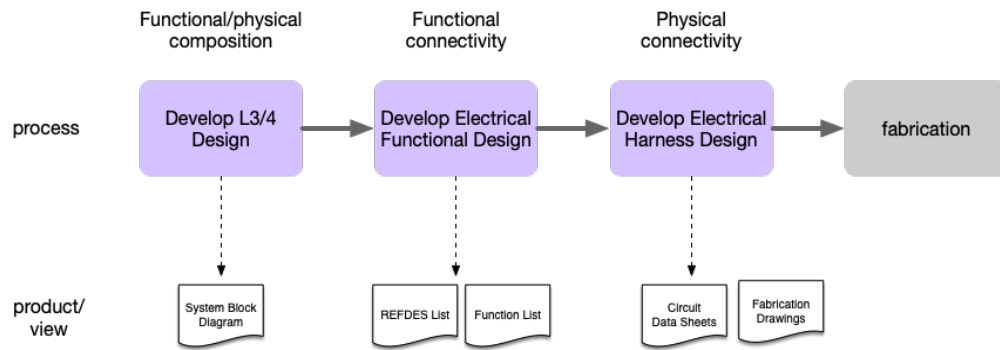 Functional/physical
composition
Functional
connectivity
Physical
connectivity
process
Develop L3/4
Design
Develop Electrical
Functional Design
Develop Electrical
Harness Design
fabrication
product/
view
System Block
Diagram
REFDES List
Function List
Circuit
Data Sheets
Fabrication
Drawings